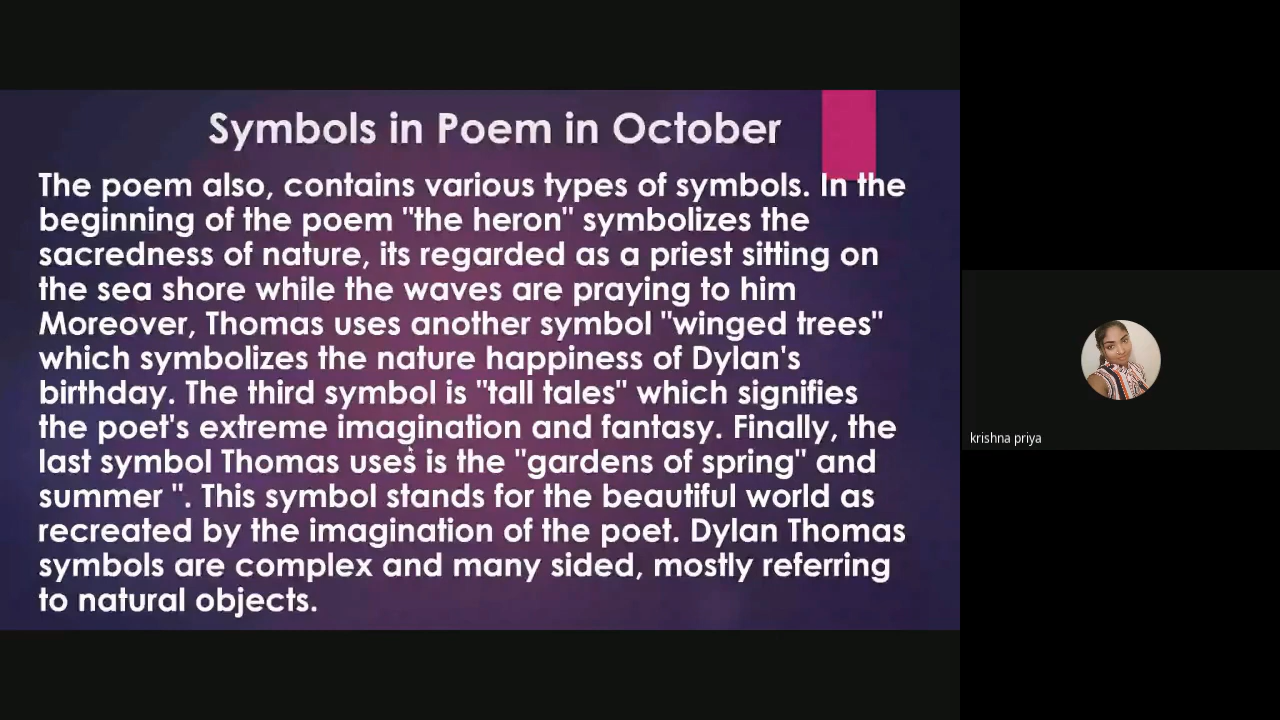 Symbols in Poem in October
The poem also, contains various types of symbols. In the
beginning of the poem "the heron" symbolizes the
sacredness of nature, its regarded as a priest sitting on
the sea shore while the waves are praying to him
Moreover, Thomas uses another symbol "winged trees"
which symbolizes the nature happiness of Dylan's
birthday. The third symbol is "tall tales" which signifies
the poet's extreme imagination and fantasy. Finally, the
last symbol Thomas uses is the "gardens of spring" and
summer ". This symbol stands for the beautiful world as
recreated by the imagination of the poet. Dylan Thomas
symbols are complex and many sided, mostly referring
to natural objects.
krishna priya